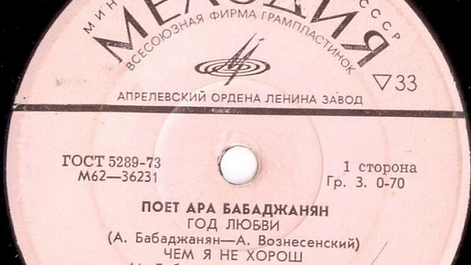 МИН
СССР
МЕЛОДИЯ
ВСЕСОЮЗНАЯ ФИРМА ГРАМПЛАСТИНОК
▽33
АПРЕЛЕВСКИЙ ОРДЕНА ЛЕНИНА ЗАВОД
ГОСТ 5289-73
М62—36231
1 сторона
Гр. 3. 0-70
ПОЕТ АРА БАБАДЖАНЯН
ГОД ЛЮБВИ
(А. Бабаджанян—А. Вознесенский)
ЧЕМ Я НЕ ХОРОШ